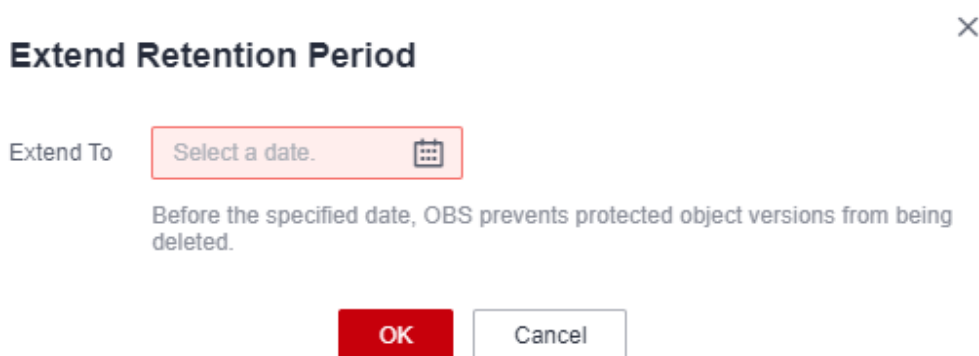 Extend Retention Period
Extend To
Select a date.
Before the specified date, OBS prevents protected object versions from being
deleted.
OK
Cancel